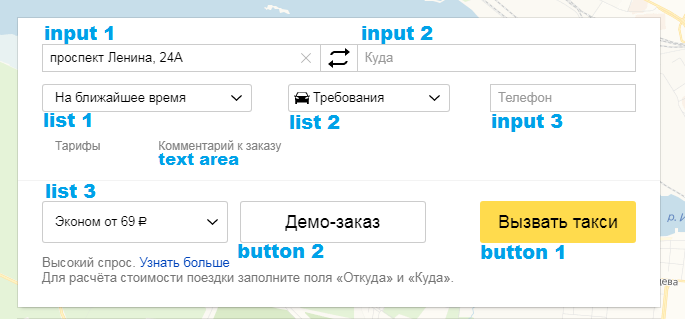 input 1 input 2
проспект Ленина, 24А Куда
На ближайшее время Требования Телефон
list 1 list 2 input 3
Тарифы Комментарий к заказу
text area
list 3
Эконом от 69 ₽ Демо-заказ Вызвать такси
button 2 button 1
Высокий спрос. Узнать больше
Для расчёта стоимости поездки заполните поля «Откуда» и «Куда».